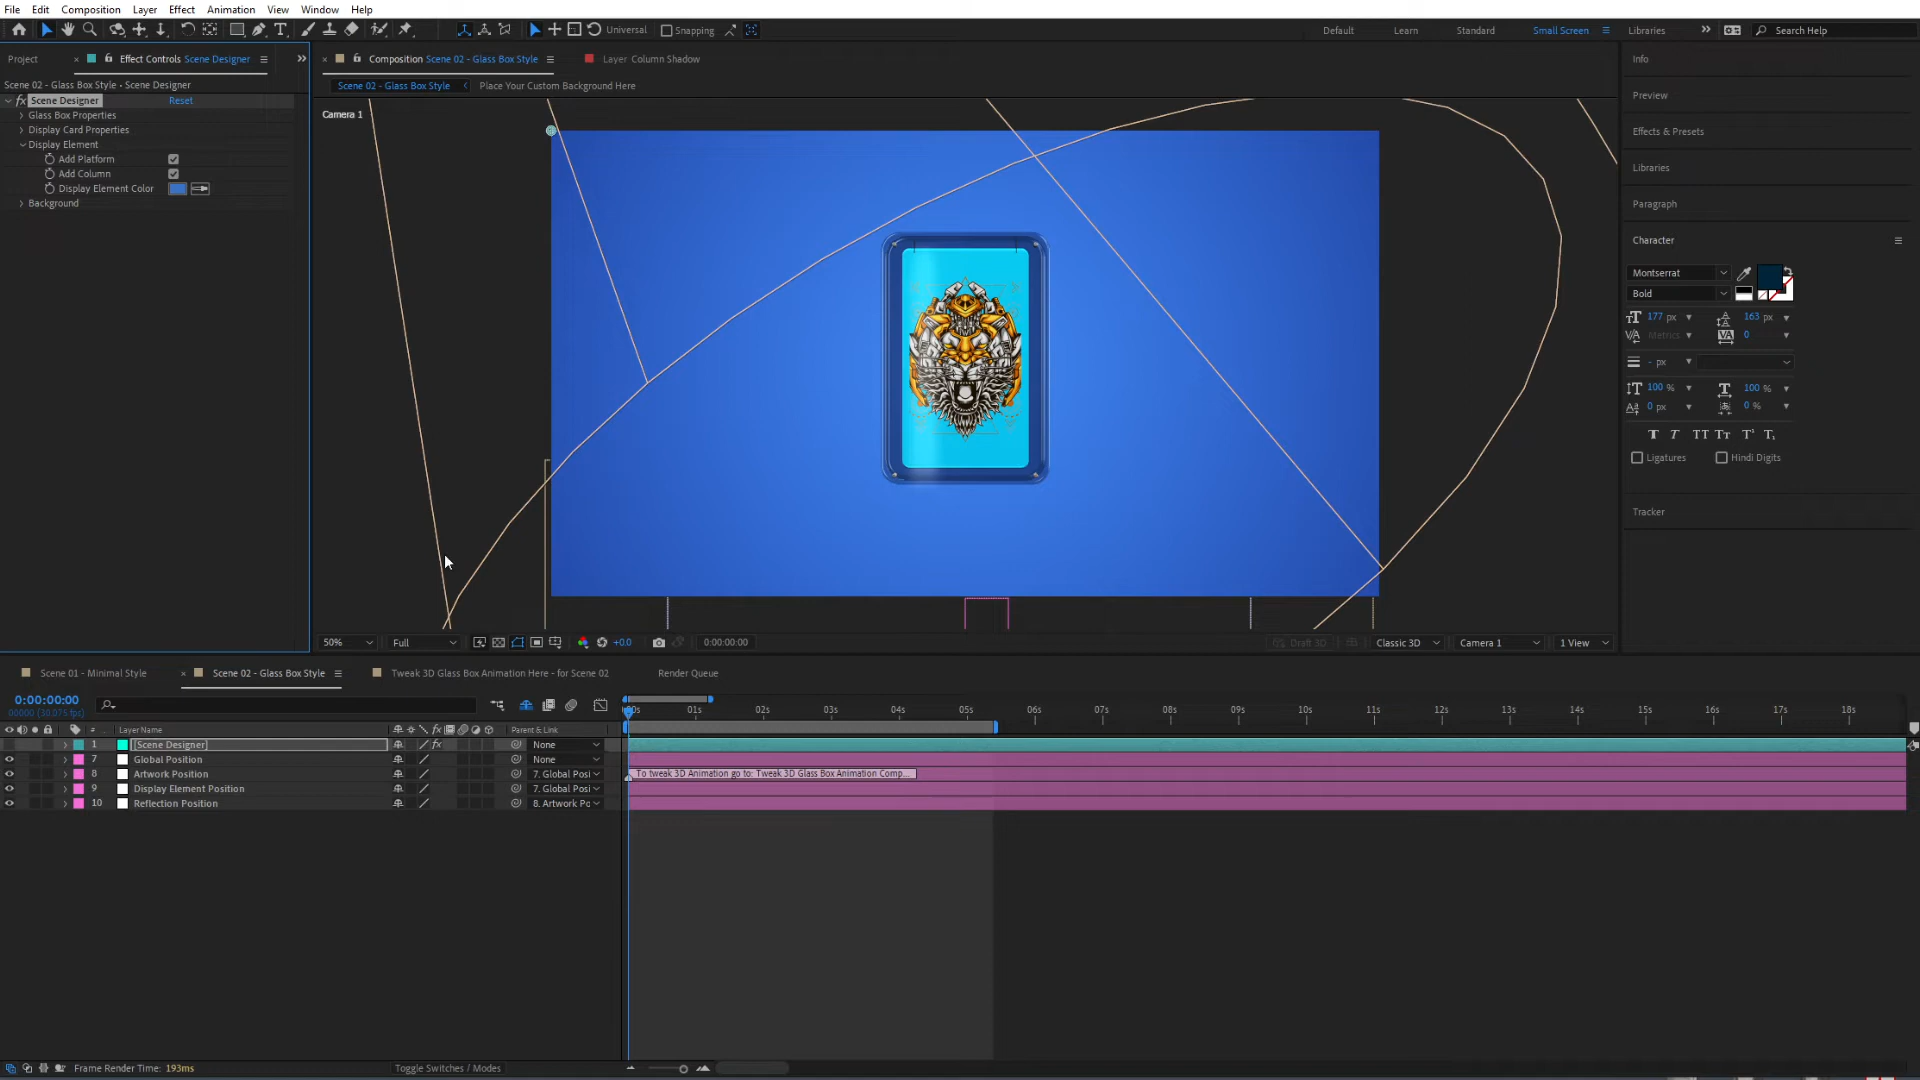 File Edit Composition Layer Effect Animation View Window Help
Universal Snapping Default Learn Standard Small Screen Libraries Search Help
Project Effect Controls Scene Designer
Composition Scene 02 - Glass Box Style Layer Column Shadow
Scene 02 - Glass Box Style • Scene Designer
Scene 02 - Glass Box Style Place Your Custom Background Here
fx Scene Designer Reset
Glass Box Properties
Display Card Properties
Display Element
Add Platform
Add Column
Display Element Color
Background
Camera 1
Info
Preview
Effects & Presets
Libraries
Paragraph
Character
Montserrat
Bold
177 px 163 px
Metrics 0
- px
100 % 100 %
0 px 0 %
Ligatures Hindi Digits
Tracker
50% Full +0.0 0:00:00:00 Draft 3D Classic 3D Camera 1 1 View
Scene 01 - Minimal Style Scene 02 - Glass Box Style Tweak 3D Glass Box Animation Here - for Scene 02 Render Queue
0:00:00:00
01s 02s 03s 04s 05s 06s 07s 08s 09s 10s 11s 12s 13s 14s 15s 16s 17s 18s
# Layer Name Parent & Link
1 [Scene Designer] None
7 Global Position None
8 Artwork Position 7. Global Posi To tweak 3D Animation go to: Tweak 3D Glass Box Animation Comp...
9 Display Element Position 7. Global Posi
10 Reflection Position 8. Artwork Po
Frame Render Time: 193ms Toggle Switches / Modes